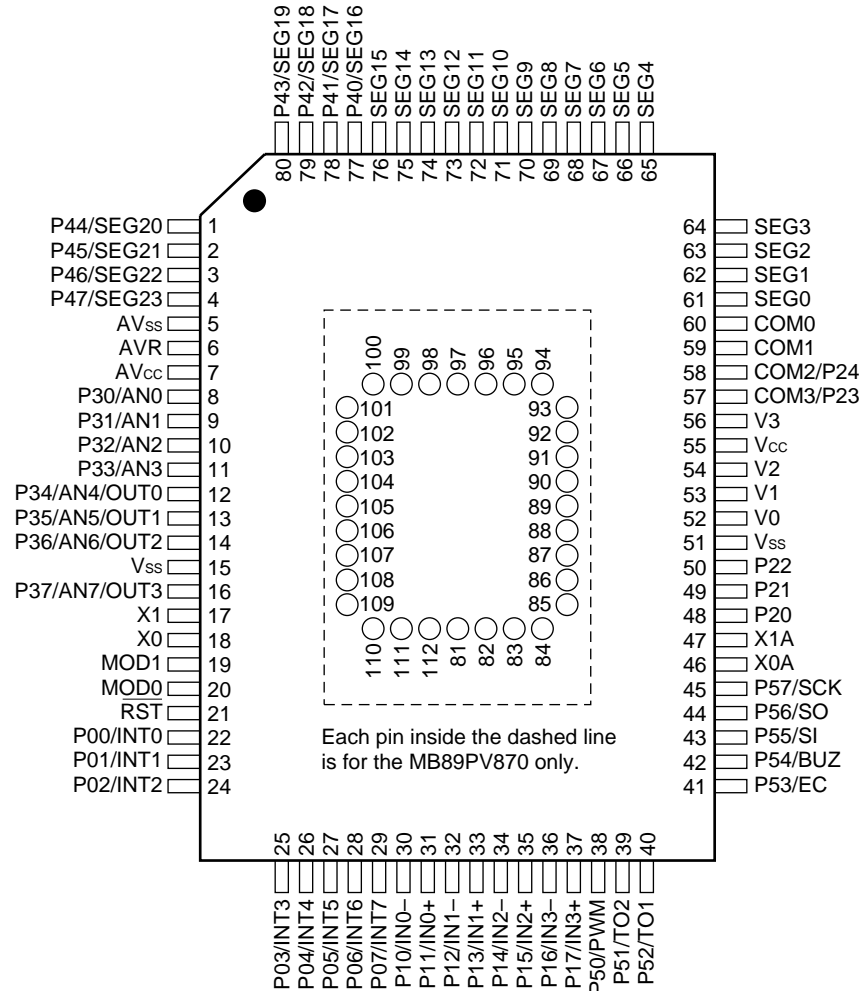 P43/SEG19
P42/SEG18
P41/SEG17
P40/SEG16
SEG15
SEG14
SEG13
SEG12
SEG11
SEG10
SEG9
SEG8
SEG7
SEG6
SEG5
SEG4
80 79 78 77 76 75 74 73 72 71 70 69 68 67 66 65
P44/SEG20 1
P45/SEG21 2
P46/SEG22 3
P47/SEG23 4
AVss 5
AVR 6
AVcc 7
P30/AN0 8
P31/AN1 9
P32/AN2 10
P33/AN3 11
P34/AN4/OUT0 12
P35/AN5/OUT1 13
P36/AN6/OUT2 14
Vss 15
P37/AN7/OUT3 16
X1 17
X0 18
MOD1 19
MOD0 20
RST 21
P00/INT0 22
P01/INT1 23
P02/INT2 24
100 99 98 97 96 95 94
101 93
102 92
103 91
104 90
105 89
106 88
107 87
108 86
109 85
110 111 112 81 82 83 84
Each pin inside the dashed line
is for the MB89PV870 only.
64 SEG3
63 SEG2
62 SEG1
61 SEG0
60 COM0
59 COM1
58 COM2/P24
57 COM3/P23
56 V3
55 Vcc
54 V2
53 V1
52 V0
51 Vss
50 P22
49 P21
48 P20
47 X1A
46 X0A
45 P57/SCK
44 P56/SO
43 P55/SI
42 P54/BUZ
41 P53/EC
25 26 27 28 29 30 31 32 33 34 35 36 37 38 39 40
P03/INT3
P04/INT4
P05/INT5
P06/INT6
P07/INT7
P10/IN0–
P11/IN0+
P12/IN1–
P13/IN1+
P14/IN2–
P15/IN2+
P16/IN3–
P17/IN3+
P50/PWM
P51/TO2
P52/TO1